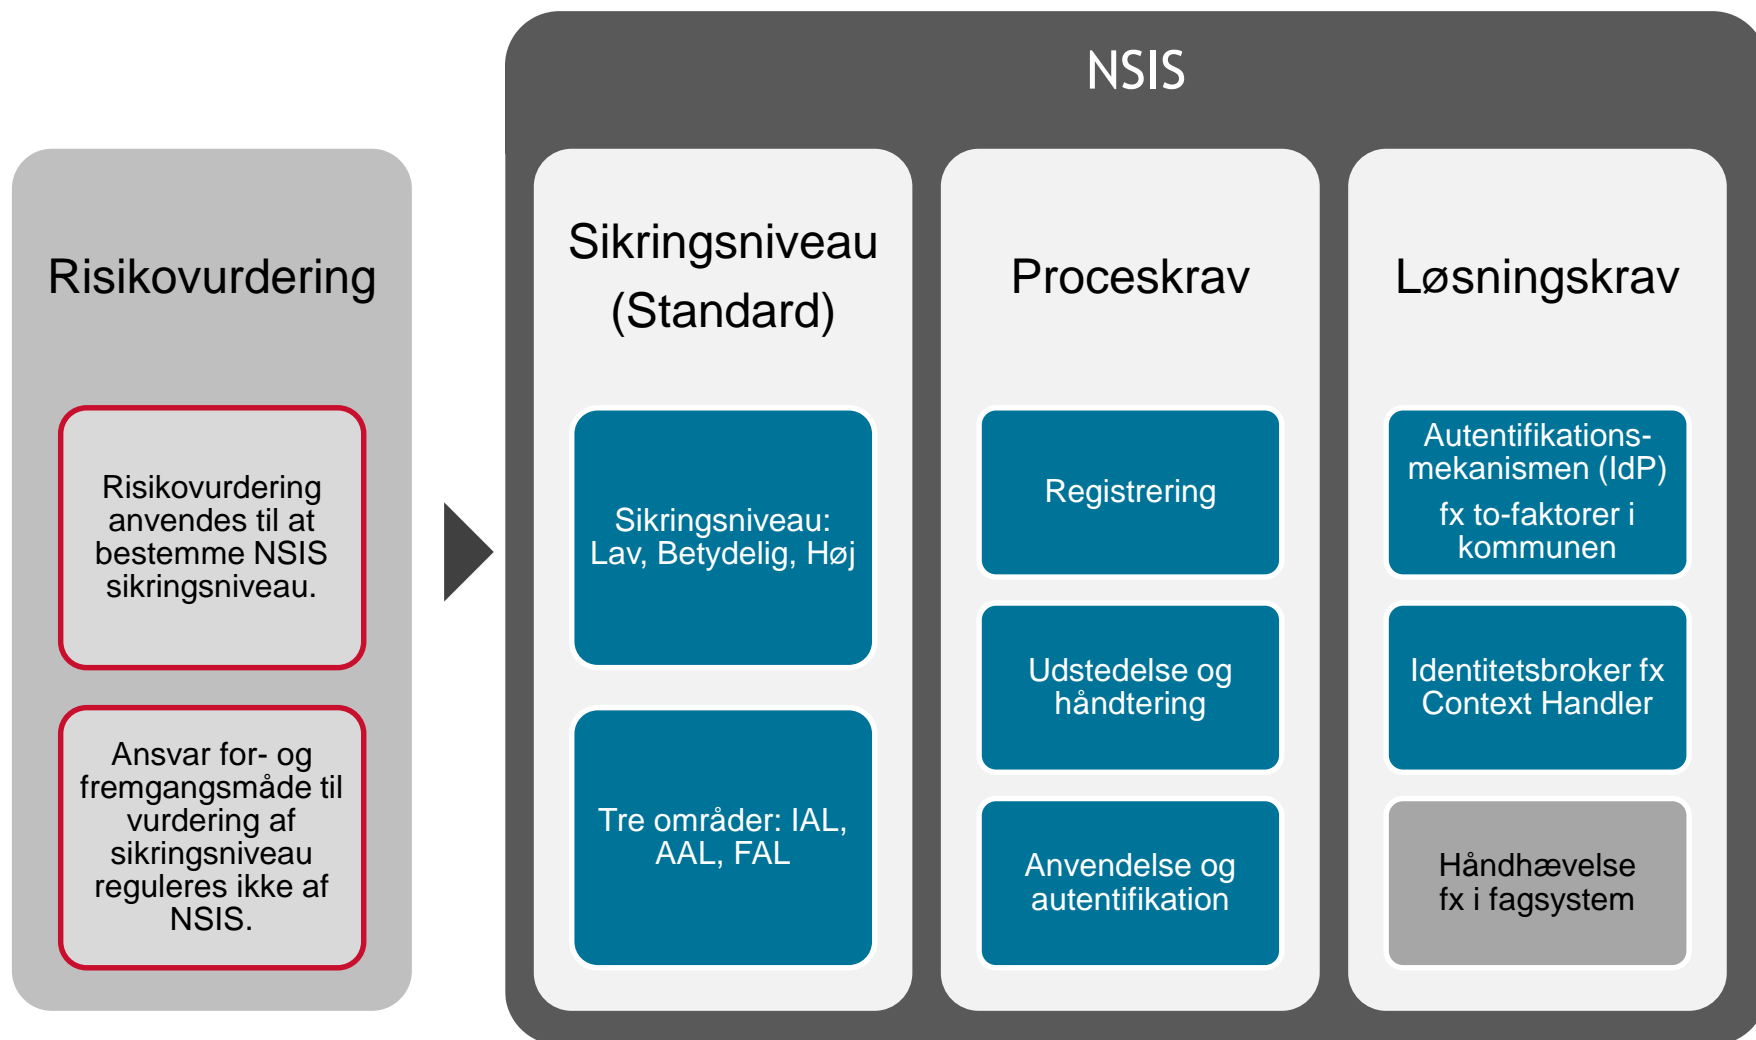 NSIS
Risikovurdering
Risikovurdering
anvendes til at
bestemme NSIS
sikringsniveau.
Ansvar for- og
fremgangsmåde til
vurdering af
sikringsniveau
reguleres ikke af
NSIS.
Sikringsniveau
(Standard)
Sikringsniveau:
Lav, Betydelig, Høj
Tre områder: IAL,
AAL, FAL
Proceskrav
Registrering
Udstedelse og
håndtering
Anvendelse og
autentifikation
Løsningskrav
Autentifikations-
mekanismen (IdP)
fx to-faktorer i
kommunen
Identitetsbroker fx
Context Handler
Håndhævelse
fx i fagsystem